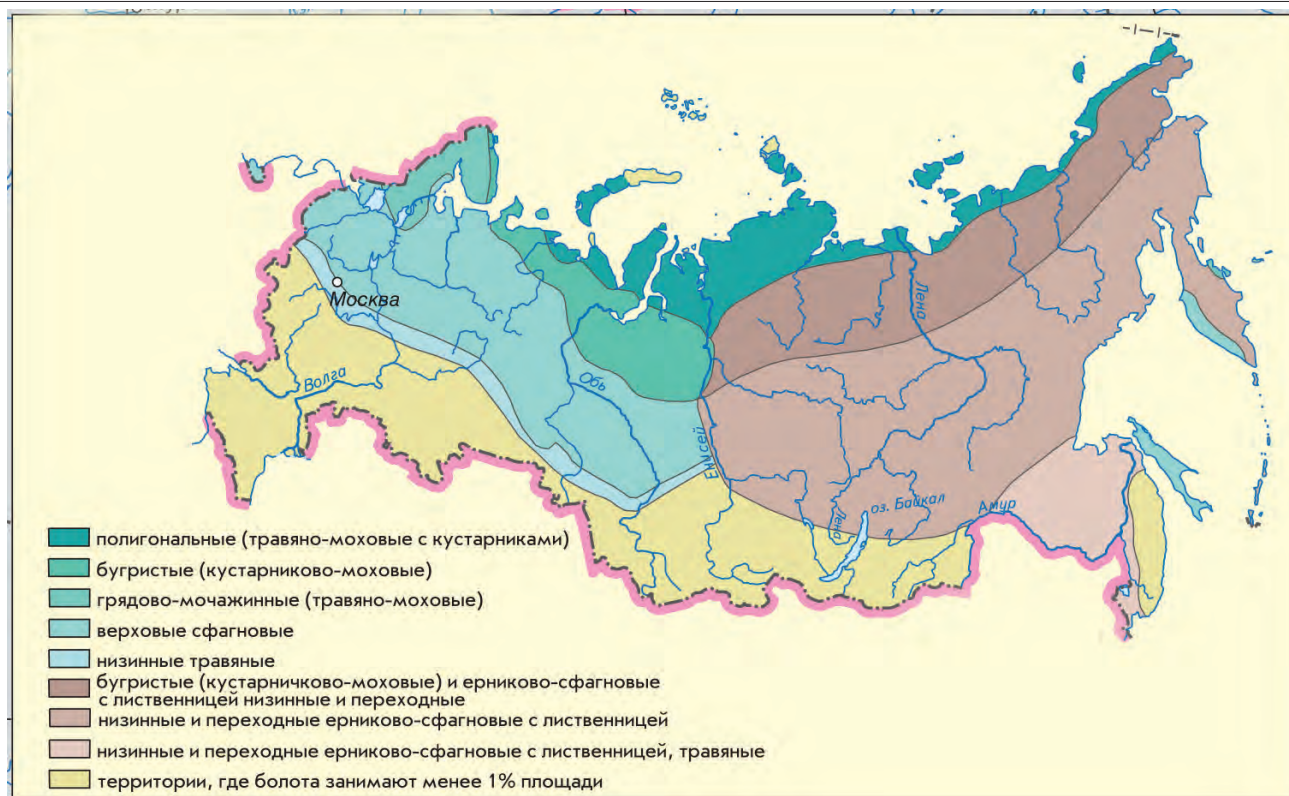 Москва
Волга
Обь
Енисей
Лена
Лена
оз. Байкал
Амур
полигональные (травяно-моховые с кустарниками)
бугристые (кустарниково-моховые)
грядово-мочажинные (травяно-моховые)
верховые сфагновые
низинные травяные
бугристые (кустарничково-моховые) и ерниково-сфагновые
с лиственницей низинные и переходные
низинные и переходные ерниково-сфагновые с лиственницей
низинные и переходные ерниково-сфагновые с лиственницей, травяные
территории, где болота занимают менее 1% площади